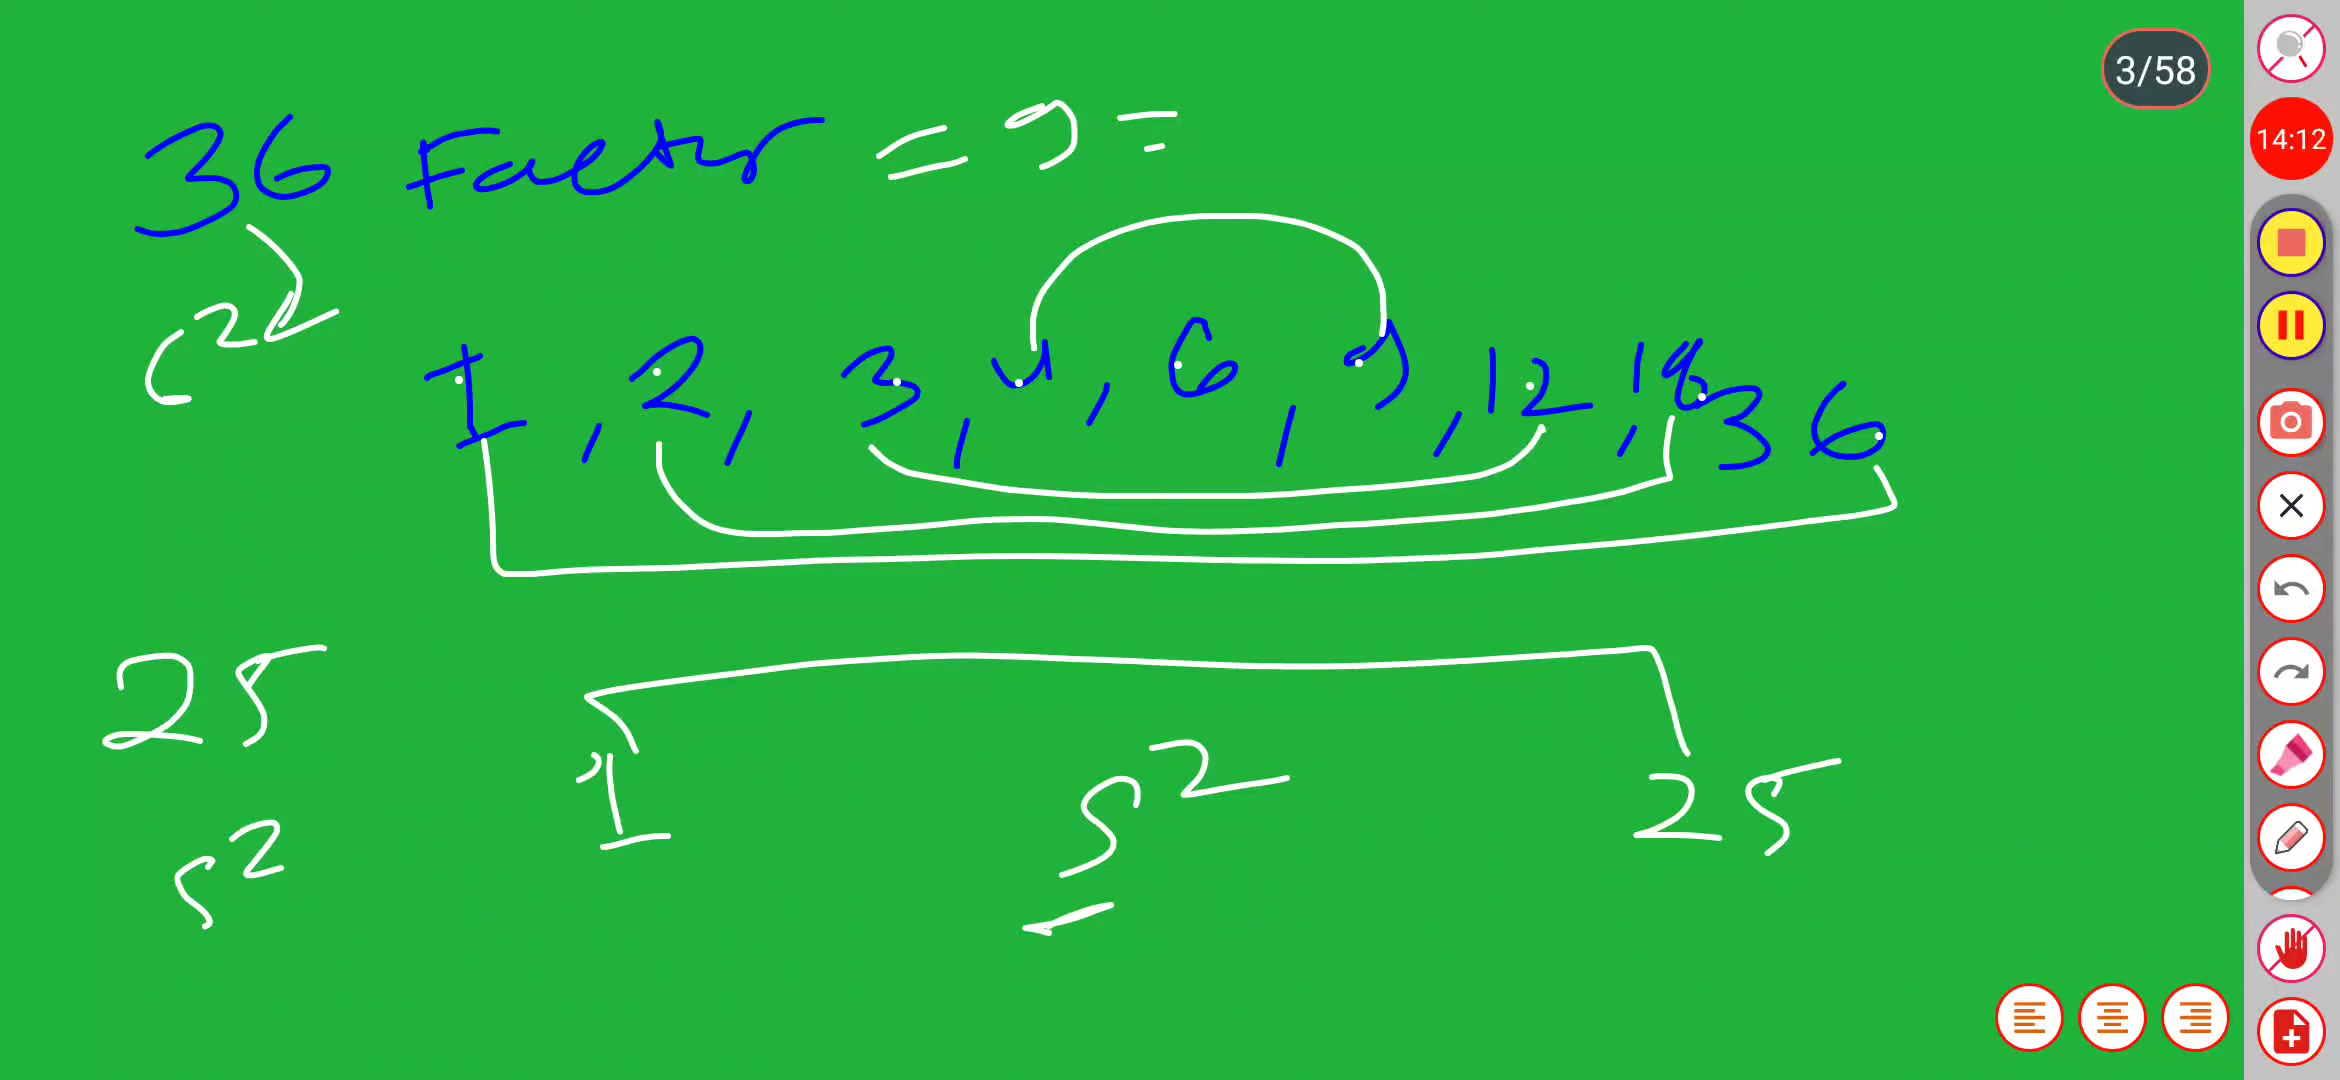 3/58
14:12
36 Factor = 9 =
6²
1, 2, 3, 4, 6, 9, 12, 18, 36
25
1 5² 25
5²